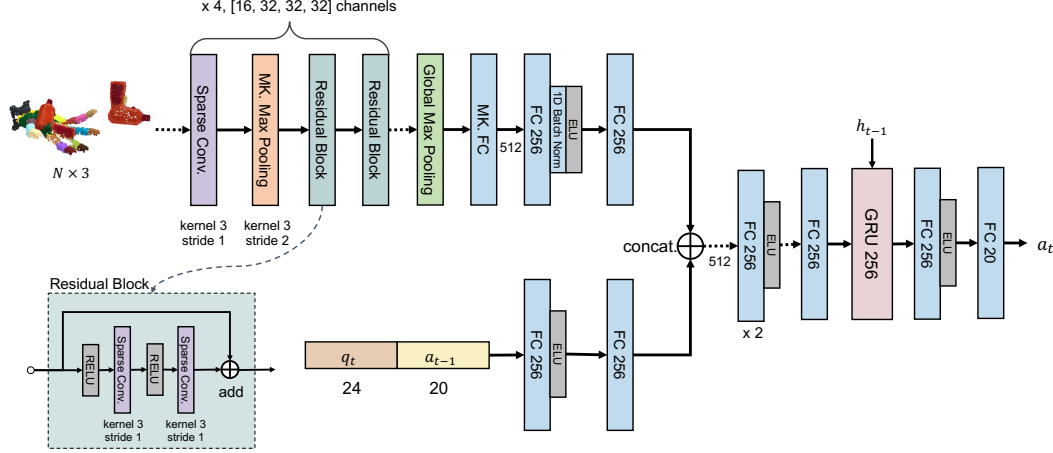 x 4, [16, 32, 32, 32] channels
N × 3
Sparse Conv.
kernel 3
stride 1
MK. Max Pooling
kernel 3
stride 2
Residual Block
Residual Block
Global Max Pooling
MK. FC
512
FC 256
1D Batch Norm
ELU
FC 256
concat.
512
FC 256
ELU
x 2
FC 256
h_{t−1}
GRU 256
FC 256
ELU
FC 20
a_t
Residual Block
RELU
Sparse Conv.
RELU
Sparse Conv.
add
kernel 3
stride 1
kernel 3
stride 1
q_t
a_{t−1}
24
20
FC 256
ELU
FC 256